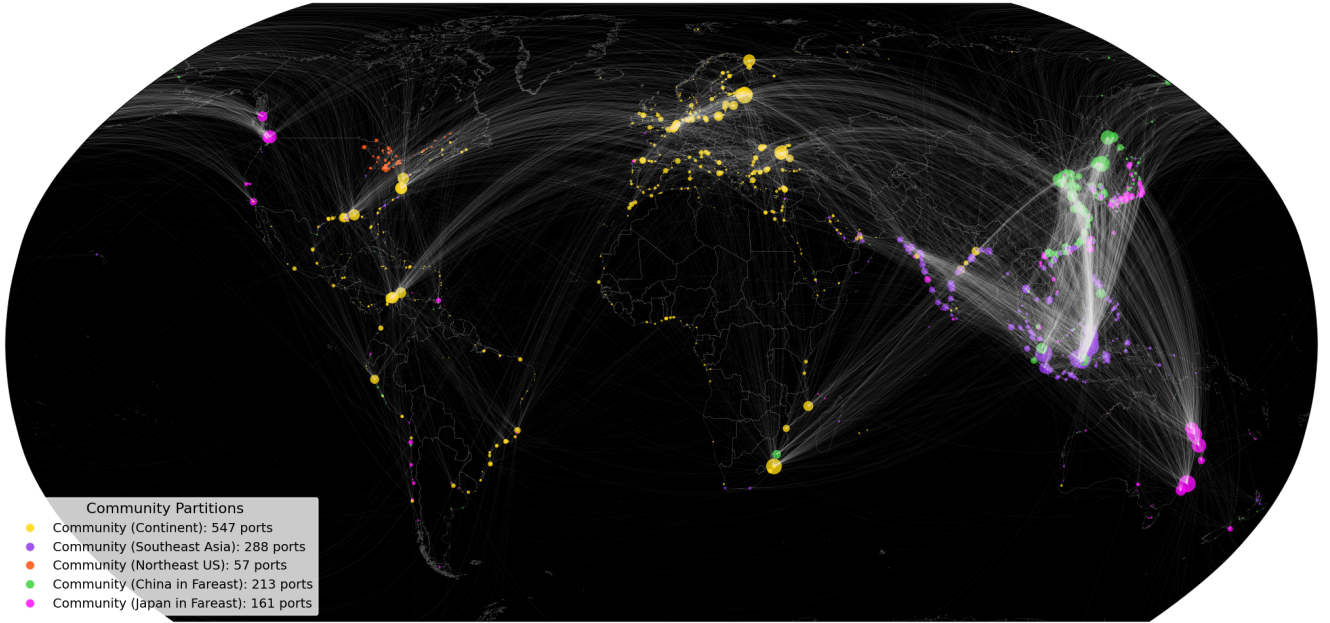 Community Partitions
Community (Continent): 547 ports
Community (Southeast Asia): 288 ports
Community (Northeast US): 57 ports
Community (China in Fareast): 213 ports
Community (Japan in Fareast): 161 ports